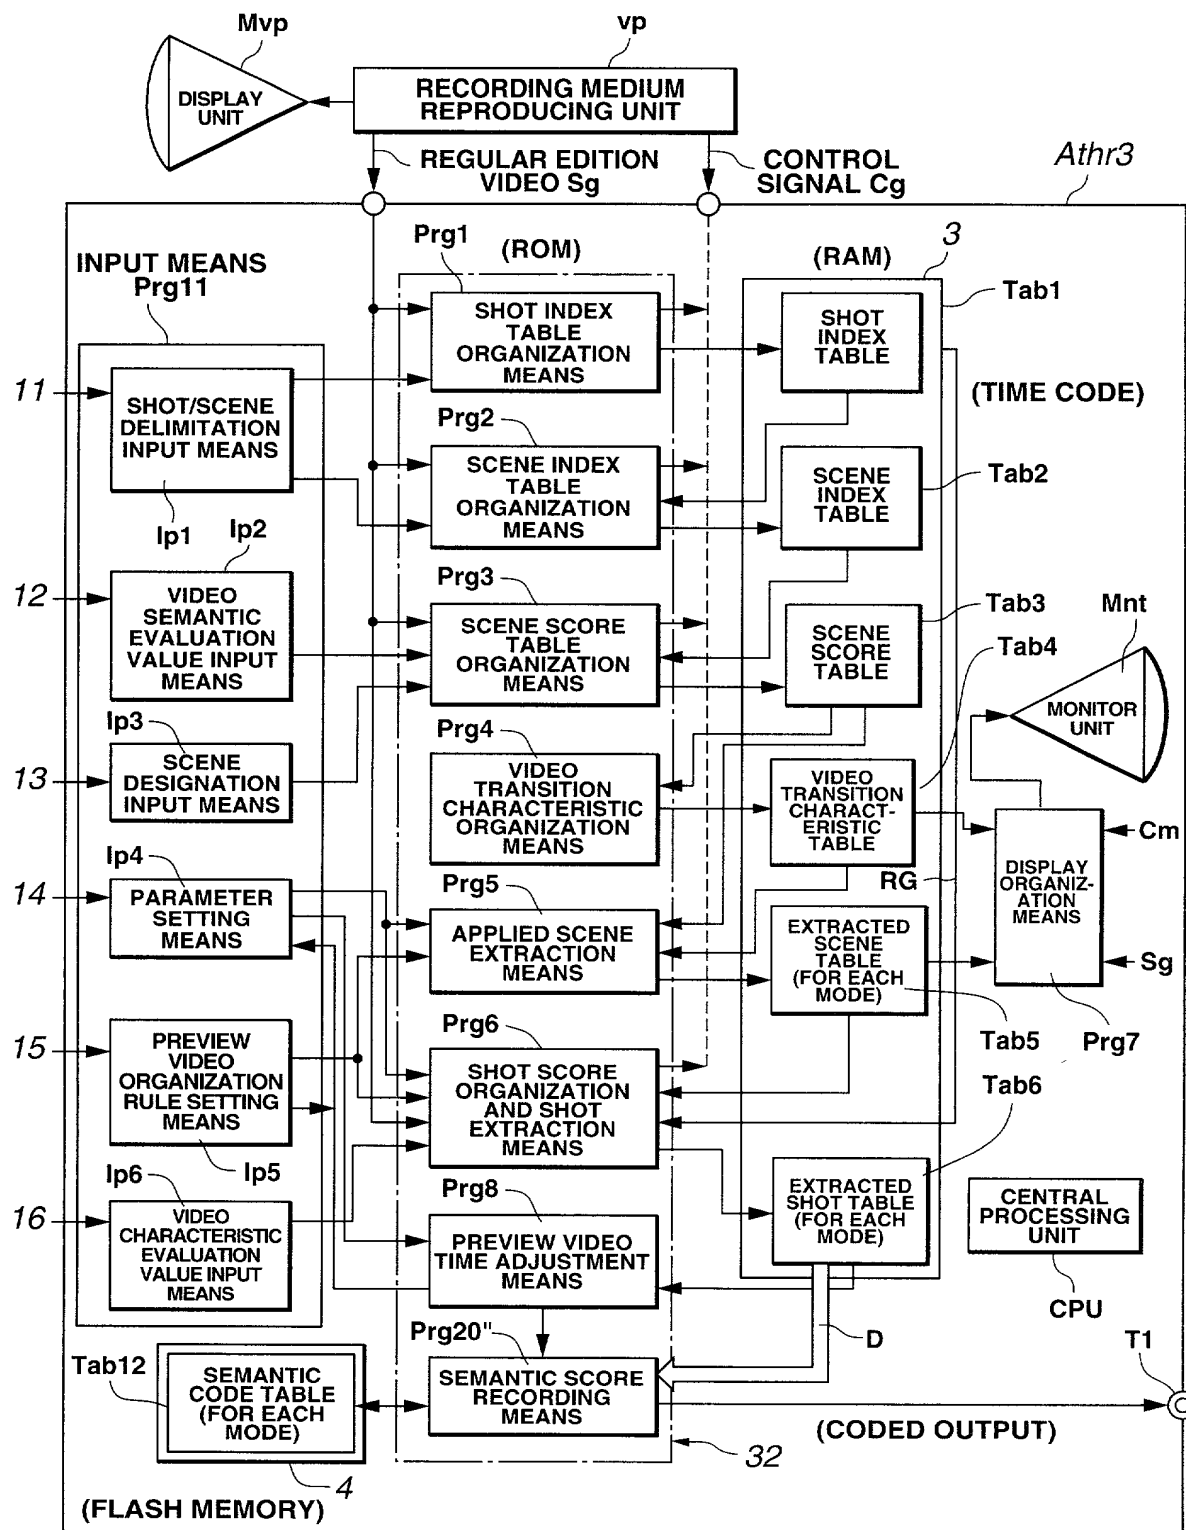 Mvp
vp
DISPLAY
UNIT
RECORDING MEDIUM
REPRODUCING UNIT
REGULAR EDITION
VIDEO Sg
CONTROL
SIGNAL Cg
Athr3
INPUT MEANS
Prg11
Prg1
(ROM)
(RAM)
3
Tab1
SHOT INDEX
TABLE
ORGANIZATION
MEANS
SHOT
INDEX
TABLE
(TIME CODE)
11
SHOT/SCENE
DELIMITATION
INPUT MEANS
Ip1
Prg2
SCENE INDEX
TABLE
ORGANIZATION
MEANS
SCENE
INDEX
TABLE
Tab2
Ip2
12
VIDEO
SEMANTIC
EVALUATION
VALUE INPUT
MEANS
Prg3
SCENE SCORE
TABLE
ORGANIZATION
MEANS
SCENE
SCORE
TABLE
Tab3
Tab4
Mnt
MONITOR
UNIT
Ip3
13
SCENE
DESIGNATION
INPUT MEANS
Prg4
VIDEO
TRANSITION
CHARACTERISTIC
ORGANIZATION
MEANS
VIDEO
TRANSITION
CHARACT-
ERISTIC
TABLE
RG
Cm
DISPLAY
ORGANIZ-
ATION
MEANS
Sg
Prg7
Ip4
14
PARAMETER
SETTING
MEANS
Prg5
APPLIED SCENE
EXTRACTION
MEANS
EXTRACTED
SCENE
TABLE
(FOR EACH
MODE)
Tab5
15
PREVIEW
VIDEO
ORGANIZATION
RULE SETTING
MEANS
Ip5
Prg6
SHOT SCORE
ORGANIZATION
AND SHOT
EXTRACTION
MEANS
Tab6
Ip6
16
VIDEO
CHARACTERISTIC
EVALUATION
VALUE INPUT
MEANS
Prg8
PREVIEW VIDEO
TIME ADJUSTMENT
MEANS
EXTRACTED
SHOT TABLE
(FOR EACH
MODE)
CENTRAL
PROCESSING
UNIT
CPU
D
T1
Tab12
SEMANTIC
CODE TABLE
(FOR EACH
MODE)
4
(FLASH MEMORY)
Prg20"
SEMANTIC SCORE
RECORDING
MEANS
32
(CODED OUTPUT)